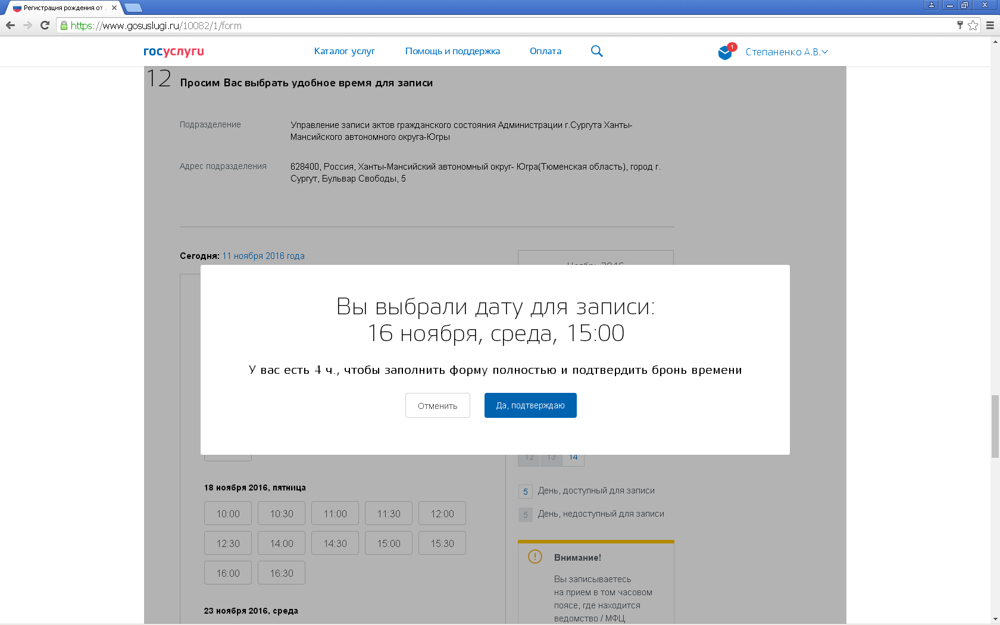 Регистрация рождения от
https://www.gosuslugi.ru/10082/1/form
госуслуги
Каталог услуг
Помощь и поддержка
Оплата
1
Степаненко А.В.
12
Просим Вас выбрать удобное время для записи
Подразделение
Управление записи актов гражданского состояния Администрации г.Сургута Ханты-
Мансийского автономного округа-Югры
Адрес подразделения
628400, Россия, Ханты-Мансийский автономный округ- Югра(Тюменская область), город г.
Сургут, Бульвар Свободы, 5
Сегодня: 11 ноября 2016 года
Ноябрь 2016
Вы выбрали дату для записи:
16 ноября, среда, 15:00
У вас есть 4 ч., чтобы заполнить форму полностью и подтвердить бронь времени
Отменить
Да, подтверждаю
12 13 14
18 ноября 2016, пятница
10:00 10:30 11:00 11:30 12:00
12:30 14:00 14:30 15:00 15:30
16:00 16:30
23 ноября 2016, среда
5 День, доступный для записи
5 День, недоступный для записи
Внимание!
Вы записываетесь
на прием в том часовом
поясе, где находится
ведомство / МФЦ